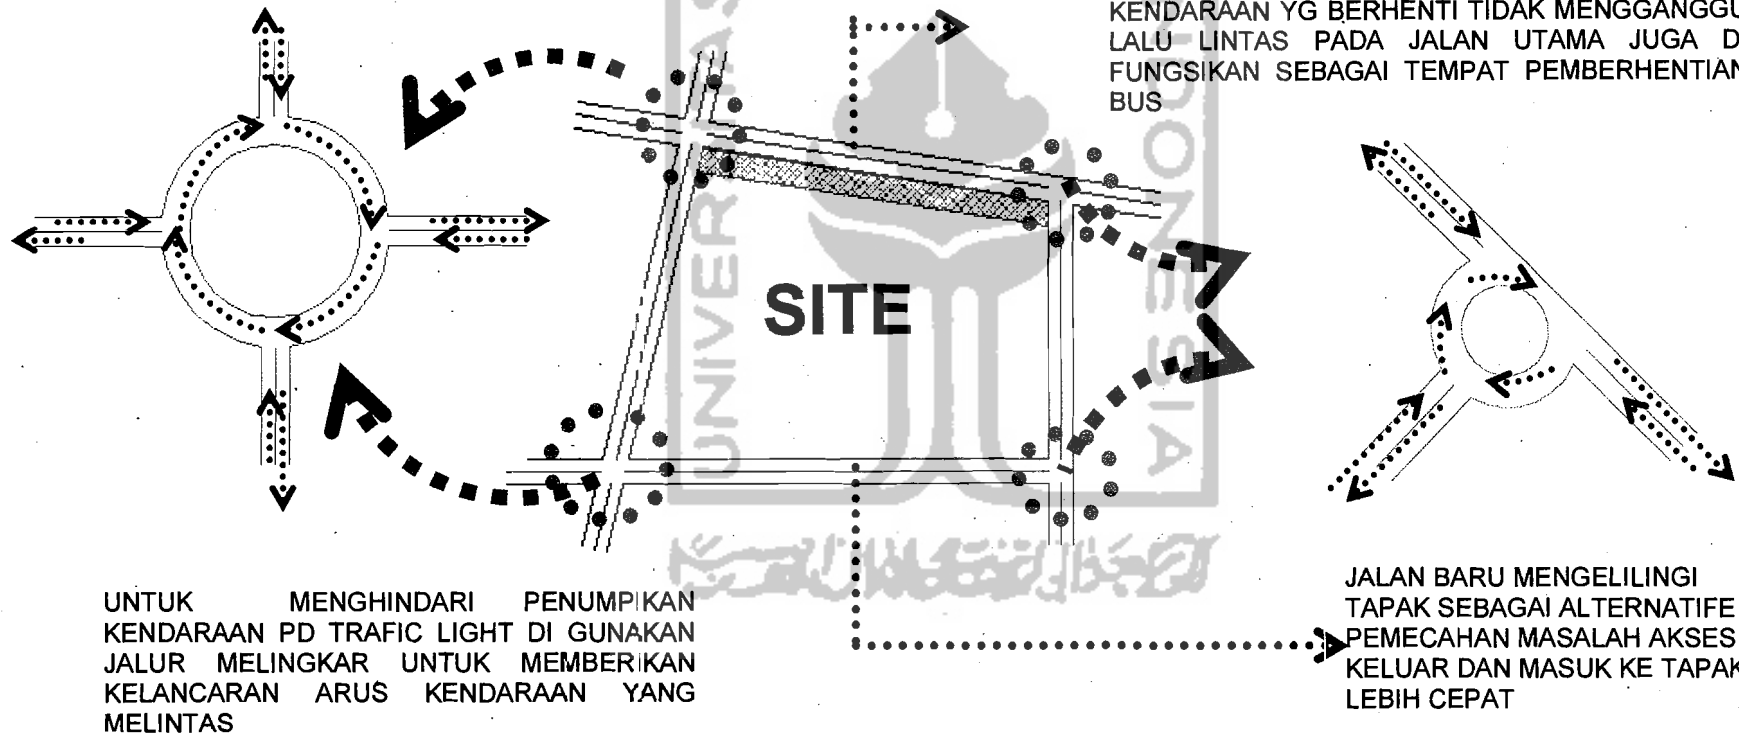 KENDARAAN YG BERHENTI TIDAK MENGGANGGU
LALU LINTAS PADA JALAN UTAMA JUGA D
FUNGSIKAN SEBAGAI TEMPAT PEMBERHENTIAN
BUS
SITE
UNTUK MENGHINDARI PENUMPIKAN
KENDARAAN PD TRAFIC LIGHT DI GUNAKAN
JALUR MELINGKAR UNTUK MEMBERIKAN
KELANCARAN ARUS KENDARAAN YANG
MELINTAS
JALAN BARU MENGELILINGI
TAPAK SEBAGAI ALTERNATIFE
PEMECAHAN MASALAH AKSES
KELUAR DAN MASUK KE TAPAK
LEBIH CEPAT
UNIVERSITAS
INDONESIA